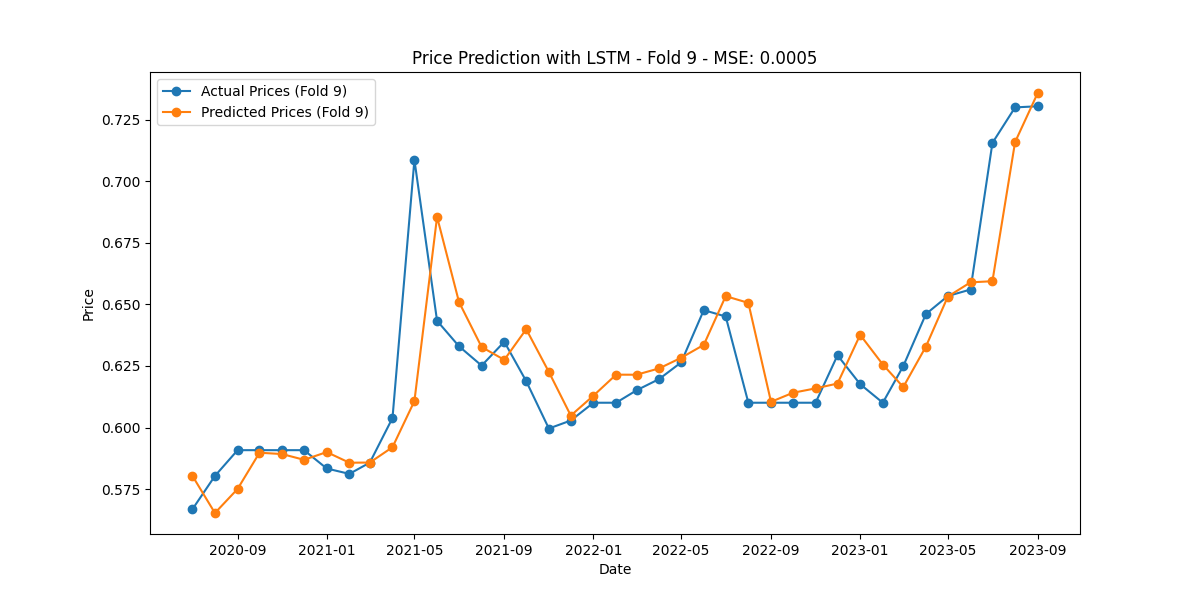 Price Prediction with LSTM - Fold 9 - MSE: 0.0005
Actual Prices (Fold 9)
Predicted Prices (Fold 9)
Price
0.725
0.700
0.675
0.650
0.625
0.600
0.575
2020-09 2021-01 2021-05 2021-09 2022-01 2022-05 2022-09 2023-01 2023-05 2023-09
Date